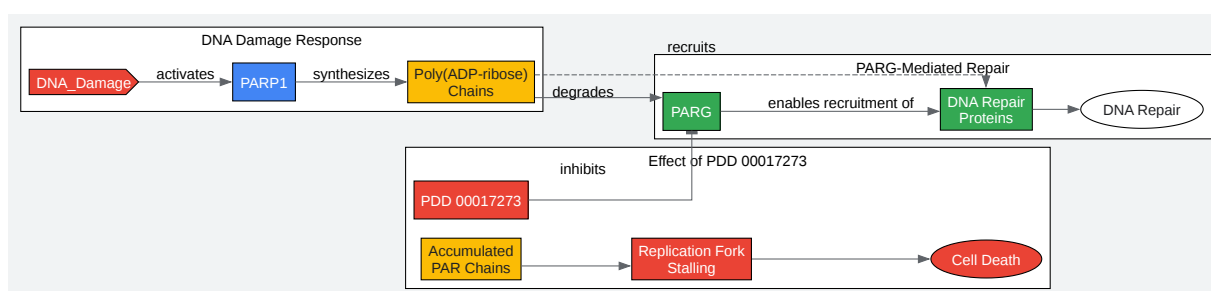 DNA Damage Response
recruits
PARG-Mediated Repair
DNA_Damage
activates
PARP1
synthesizes
Poly(ADP-ribose)
Chains
degrades
PARG
enables recruitment of
DNA Repair
Proteins
DNA Repair
Effect of PDD 00017273
inhibits
PDD 00017273
Accumulated
PAR Chains
Replication Fork
Stalling
Cell Death